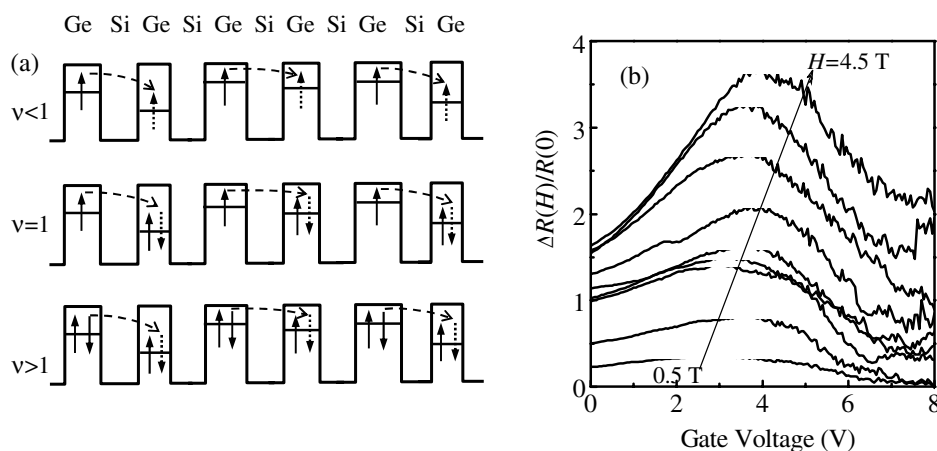 Ge Si Ge Si Ge Si Ge Si Ge Si Ge
(a)
ν<1
ν=1
ν>1
(b)
H=4.5 T
0.5 T
ΔR(H)/R(0)
4
3
2
1
0
0 2 4 6 8
Gate Voltage (V)